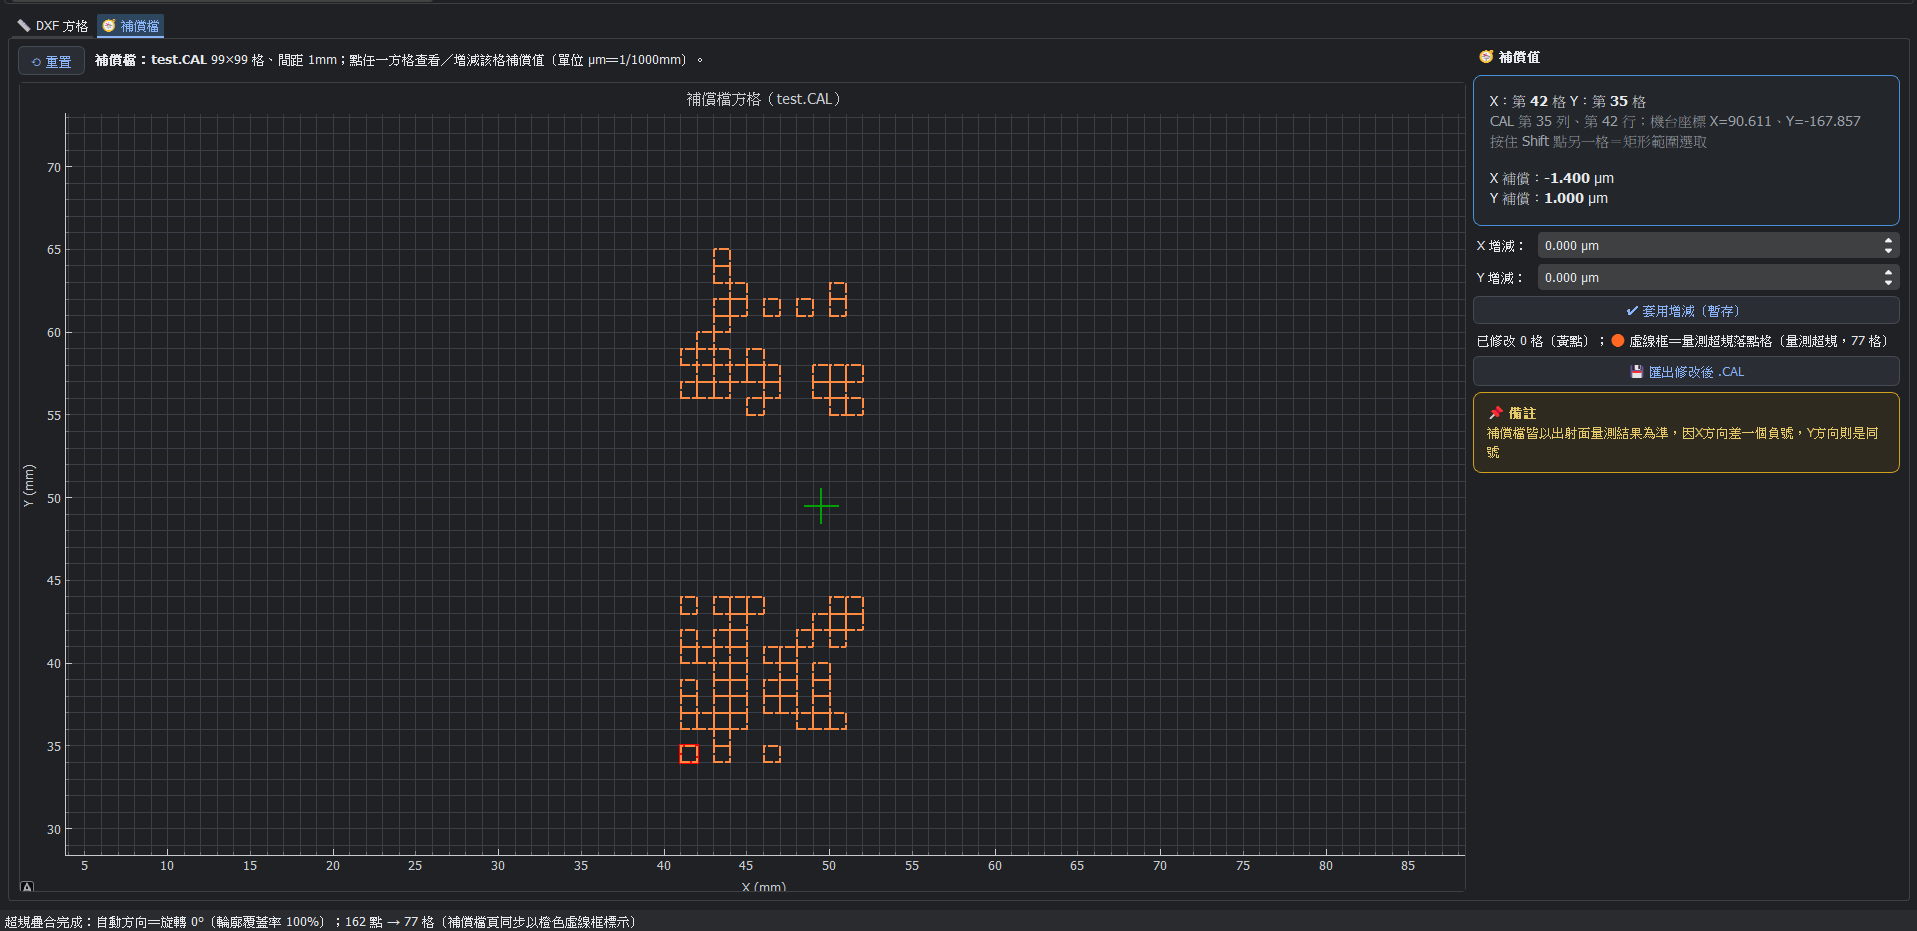 DXF 方格
補償檔
重置
補償檔：test.CAL 99×99 格、間距 1mm；點任一方格查看／增減該格補償值（單位 μm＝1/1000mm）。
補償檔方格（test.CAL）
70
65
60
55
50
45
40
35
30
Y (mm)
5 10 15 20 25 30 35 40 45 50 55 60 65 70 75 80 85
X (mm)
A
補償值
X：第 42 格 Y：第 35 格
CAL 第 35 列、第 42 行；機台座標 X=90.611、Y=-167.857
按住 Shift 點另一格＝矩形範圍選取
X 補償：-1.400 μm
Y 補償：1.000 μm
X 增減： 0.000 μm
Y 增減： 0.000 μm
✔ 套用增減（暫存）
已修改 0 格（黃點）；虛線框＝量測超規落點格（量測超規，77 格）
匯出修改後 .CAL
備註
補償檔皆以出射面量測結果為準，因X方向差一個負號，Y方向則是同
號
超規疊合完成：自動方向＝旋轉 0°（輪廓覆蓋率 100%）；162 點 → 77 格（補償檔頁同步以橙色虛線框標示）